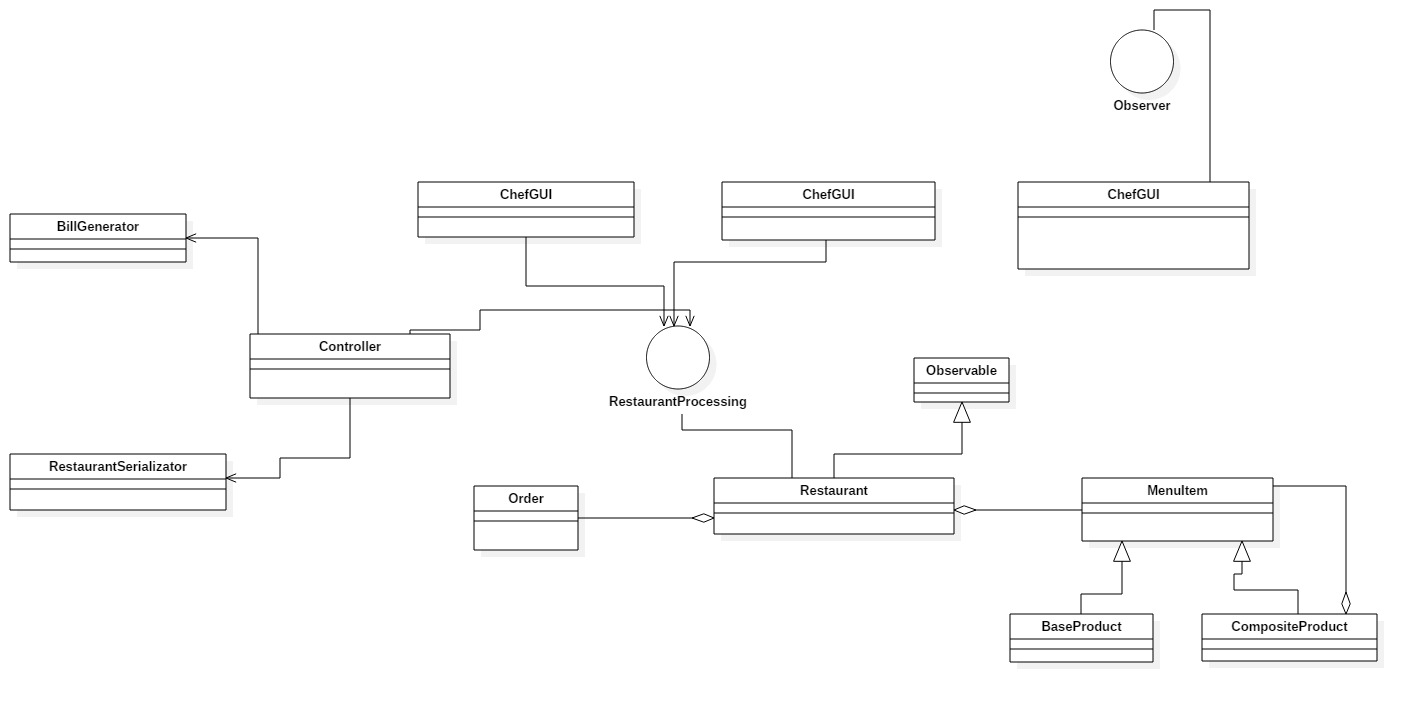 Observer
ChefGUI
ChefGUI
ChefGUI
BillGenerator
Controller
RestaurantProcessing
Observable
RestaurantSerializator
Order
Restaurant
MenuItem
BaseProduct
CompositeProduct